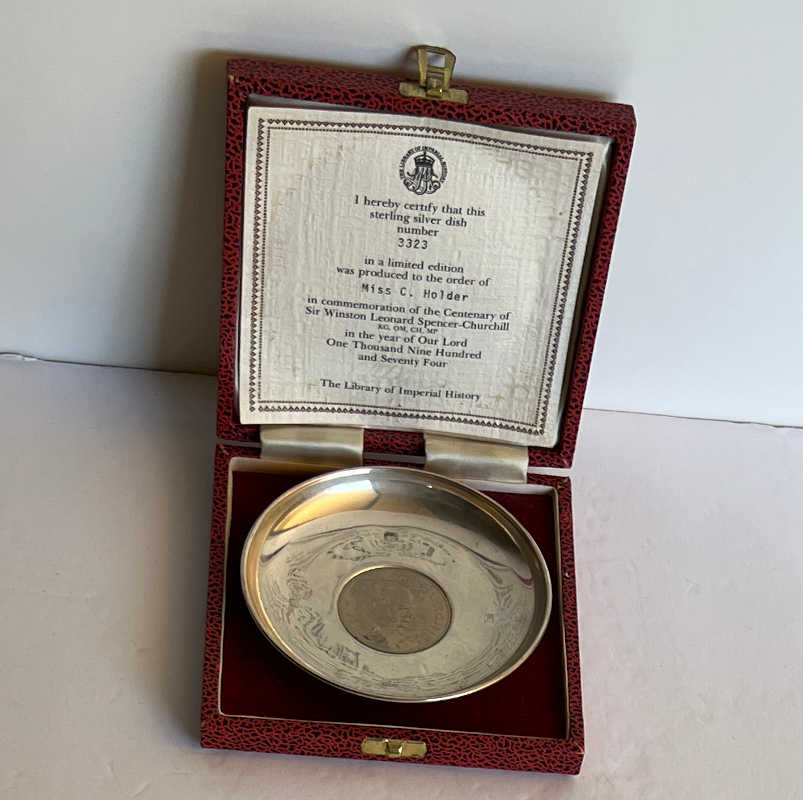 THE LIBRARY OF IMPERIAL HISTORY
I hereby certify that this
sterling silver dish
number
3323
in a limited edition
was produced to the order of
Miss C. Holder
in commemoration of the Centenary of
Sir Winston Leonard Spencer-Churchill
KG, OM, CH, MP
in the year of Our Lord
One Thousand Nine Hundred
and Seventy Four
The Library of Imperial History